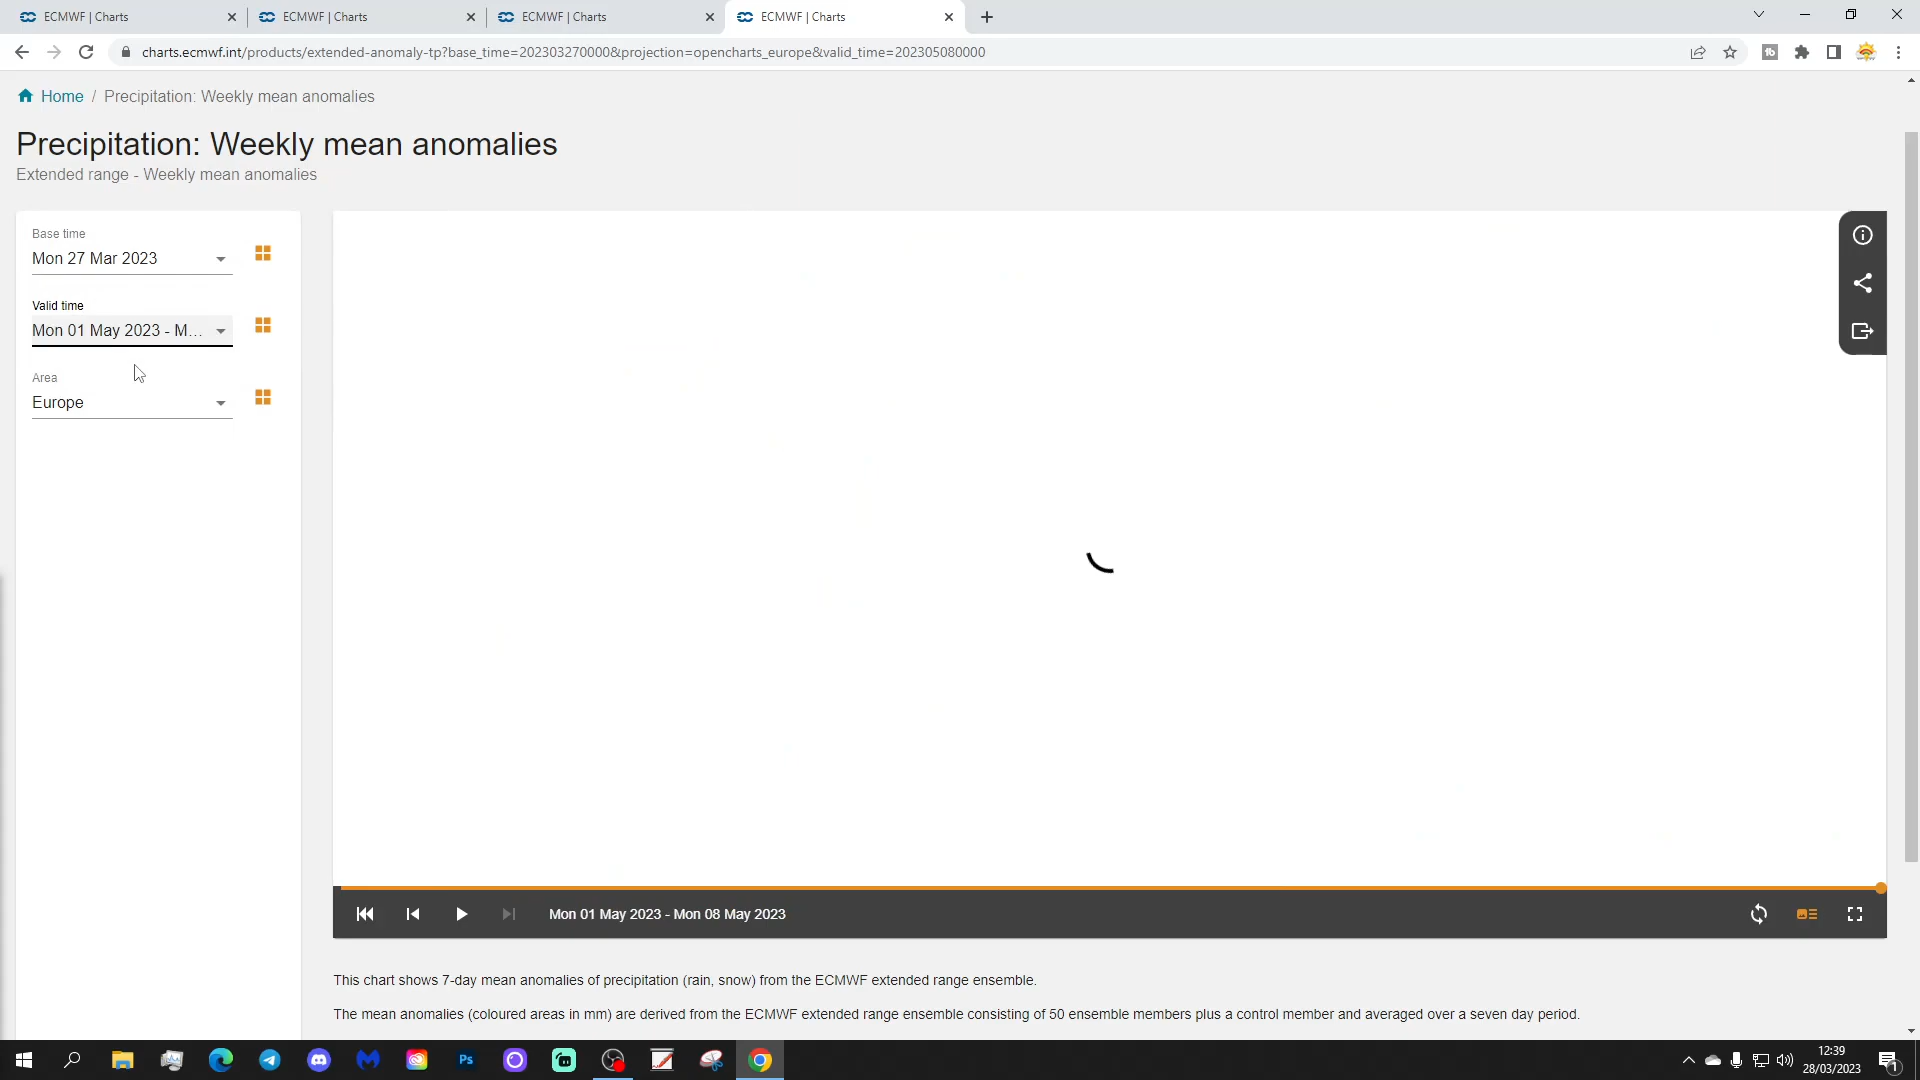 ECMWF | Charts
ECMWF | Charts
ECMWF | Charts
ECMWF | Charts
charts.ecmwf.int/products/extended-anomaly-tp?base_time=202303270000&projection=opencharts_europe&valid_time=202305080000
Home / Precipitation: Weekly mean anomalies
Precipitation: Weekly mean anomalies
Extended range - Weekly mean anomalies
Base time
Mon 27 Mar 2023
Valid time
Mon 01 May 2023 - M...
Area
Europe
Mon 01 May 2023 - Mon 08 May 2023
This chart shows 7-day mean anomalies of precipitation (rain, snow) from the ECMWF extended range ensemble.
The mean anomalies (coloured areas in mm) are derived from the ECMWF extended range ensemble consisting of 50 ensemble members plus a control member and averaged over a seven day period.
Ps
12:39
28/03/2023
1